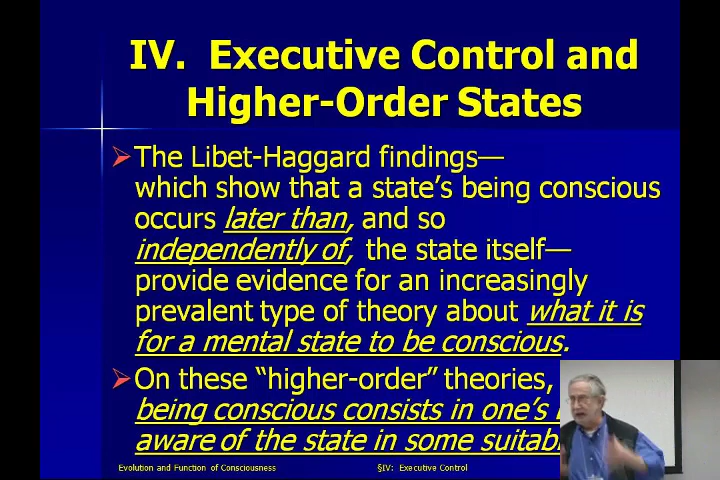 IV. Executive Control and
Higher-Order States
The Libet-Haggard findings—
which show that a state's being conscious
occurs later than, and so
independently of, the state itself—
provide evidence for an increasingly
prevalent type of theory about what it is
for a mental state to be conscious.
On these “higher-order” theories,
being conscious consists in one's
aware of the state in some
Evolution and Function of Consciousness
§IV: Executive Control